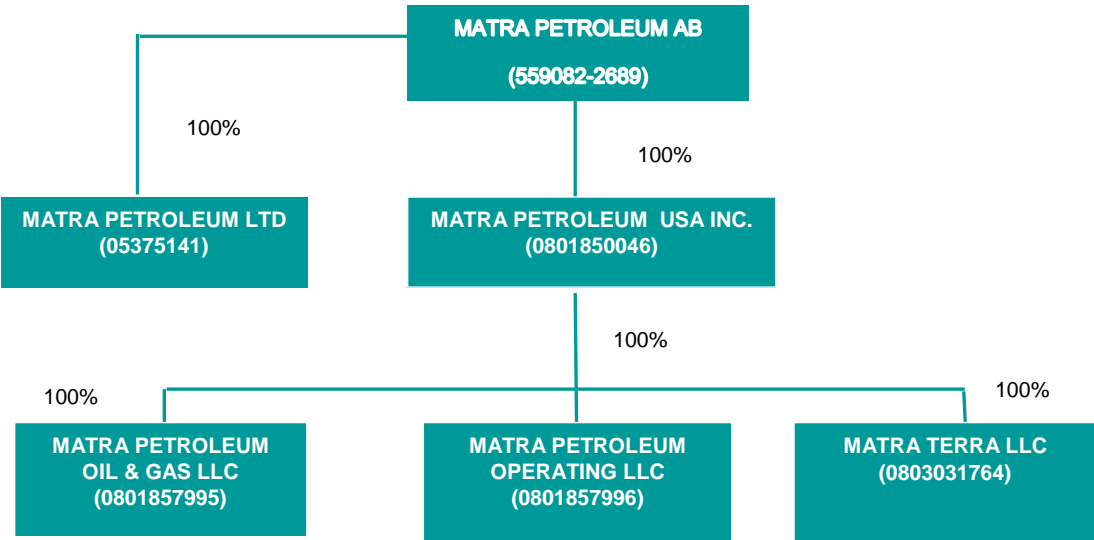 MATRA PETROLEUM AB
(559082-2689)
100%
100%
MATRA PETROLEUM LTD
(05375141)
MATRA PETROLEUM USA INC.
(0801850046)
100%
100%
100%
MATRA PETROLEUM
OIL & GAS LLC
(0801857995)
MATRA PETROLEUM
OPERATING LLC
(0801857996)
MATRA TERRA LLC
(0803031764)